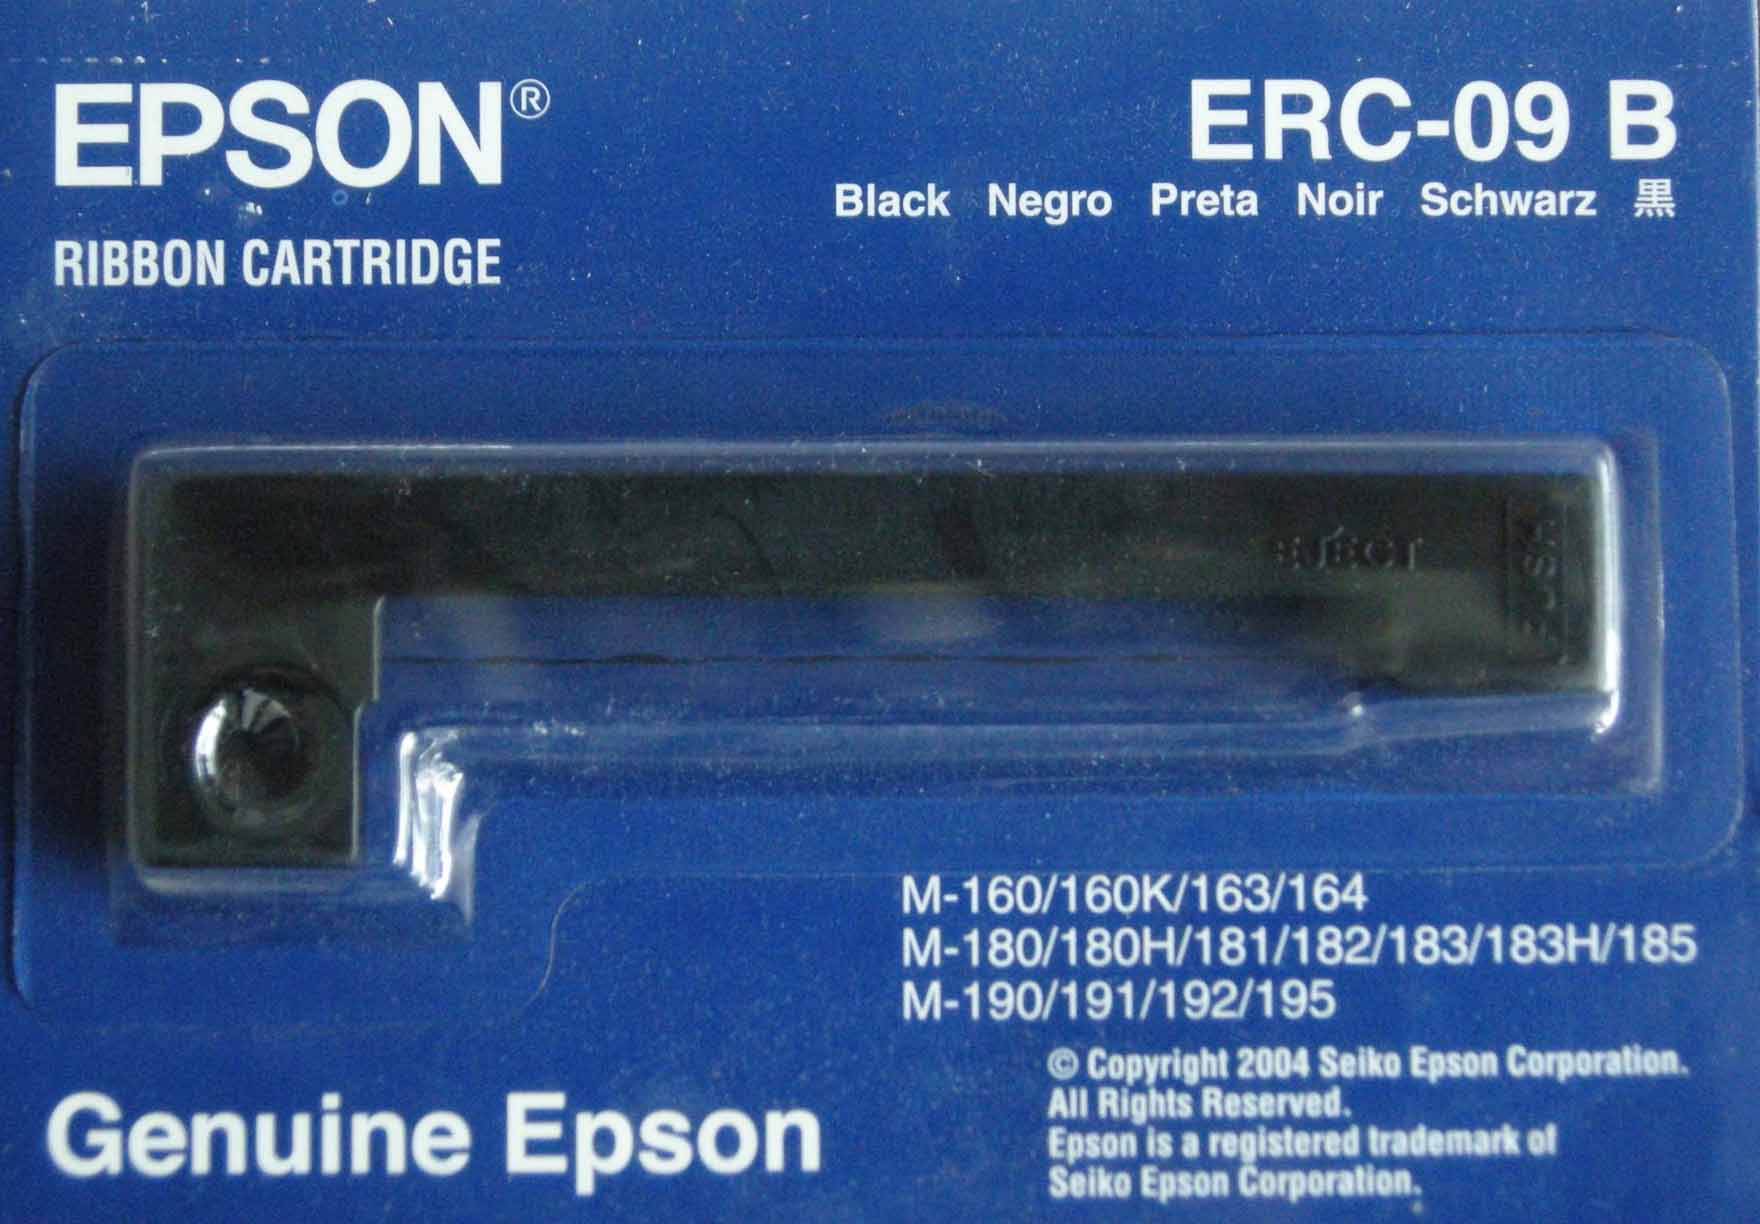 EPSON®
ERC-09 B
Black Negro Preta Noir Schwarz 黒
RIBBON CARTRIDGE
EJECT
M-160/160K/163/164
M-180/180H/181/182/183/183H/185
M-190/191/192/195
© Copyright 2004 Seiko Epson Corporation.
All Rights Reserved.
Epson is a registered trademark of
Seiko Epson Corporation.
Genuine Epson